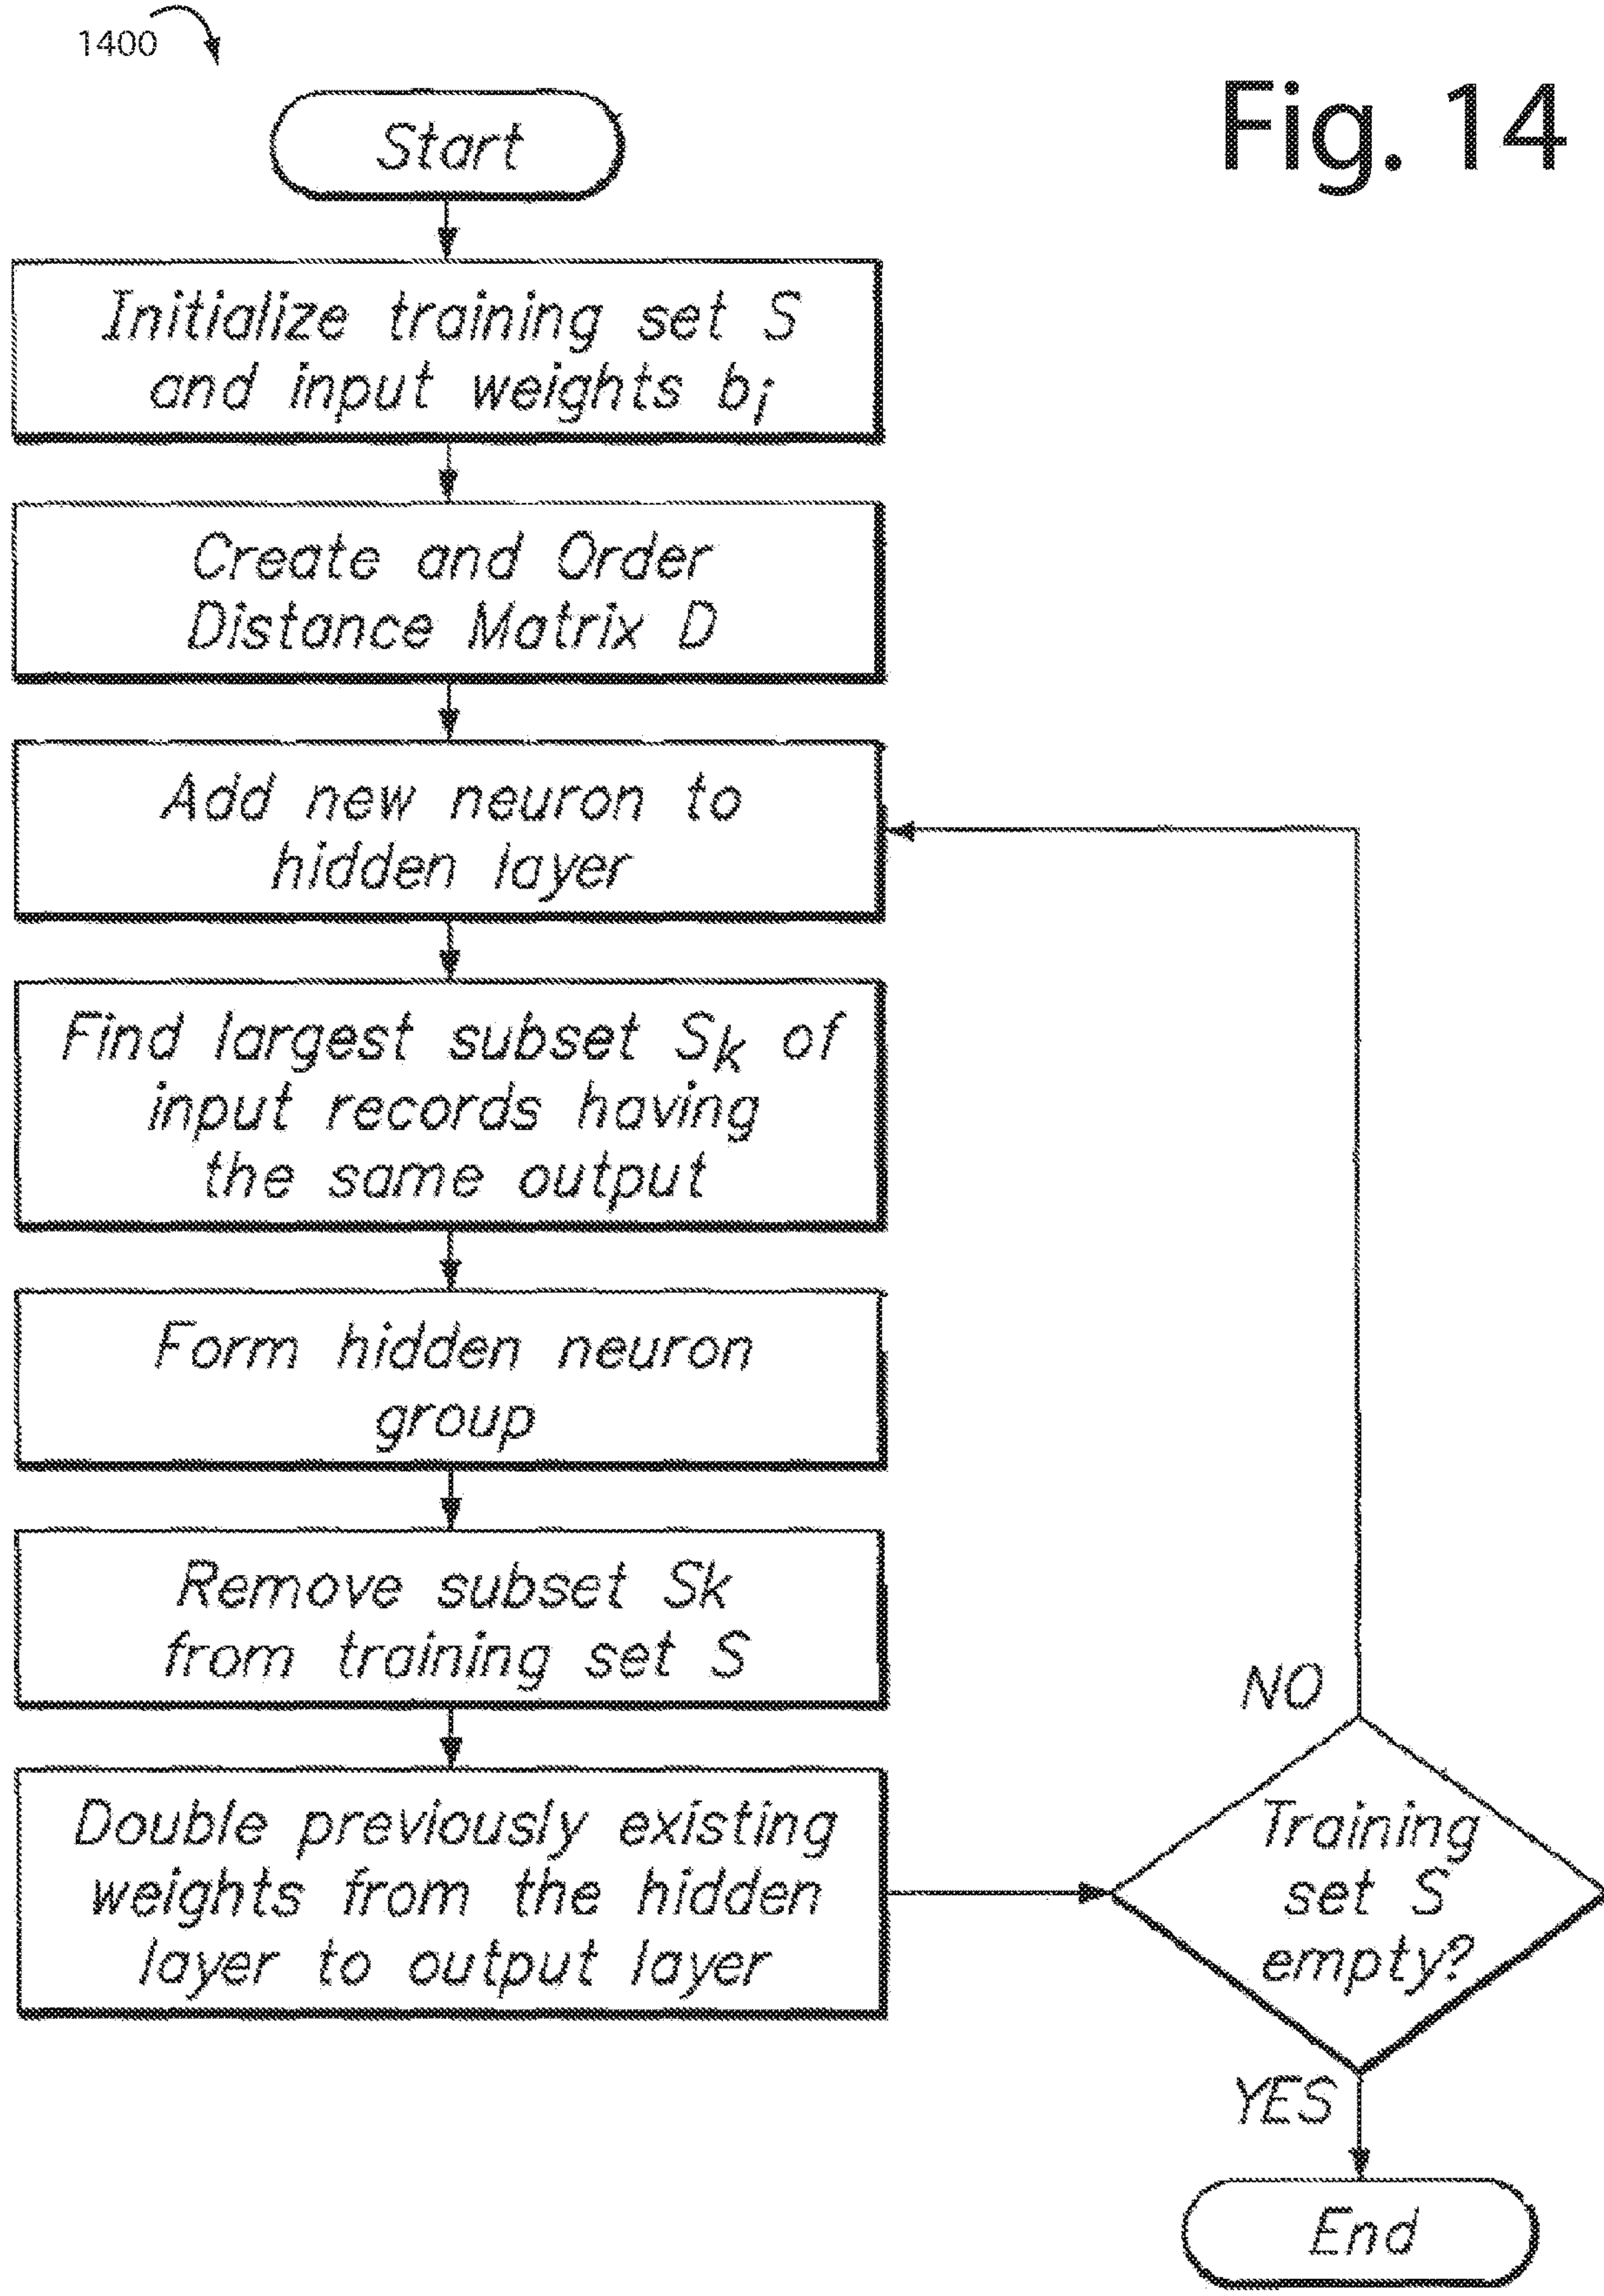 1400
Fig. 14
Start
Initialize training set S
and input weights bi
Create and Order
Distance Matrix D
Add new neuron to
hidden layer
Find largest subset Sk of
input records having
the same output
Form hidden neuron
group
Remove subset Sk
from training set S
Double previously existing
weights from the hidden
layer to output layer
NO
Training
set S
empty?
YES
End